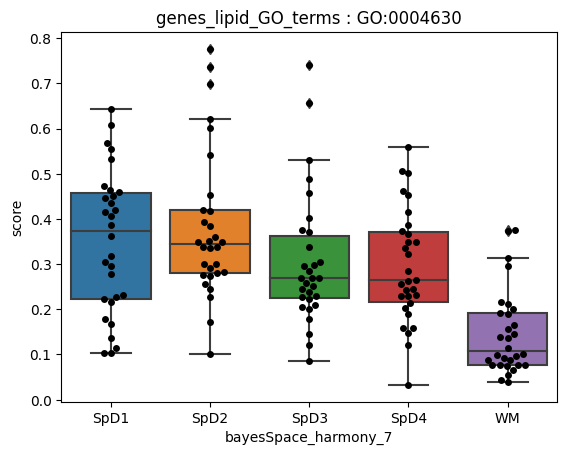 genes_lipid_GO_terms : GO:0004630
score
0.8
0.7
0.6
0.5
0.4
0.3
0.2
0.1
0.0
SpD1 SpD2 SpD3 SpD4 WM
bayesSpace_harmony_7